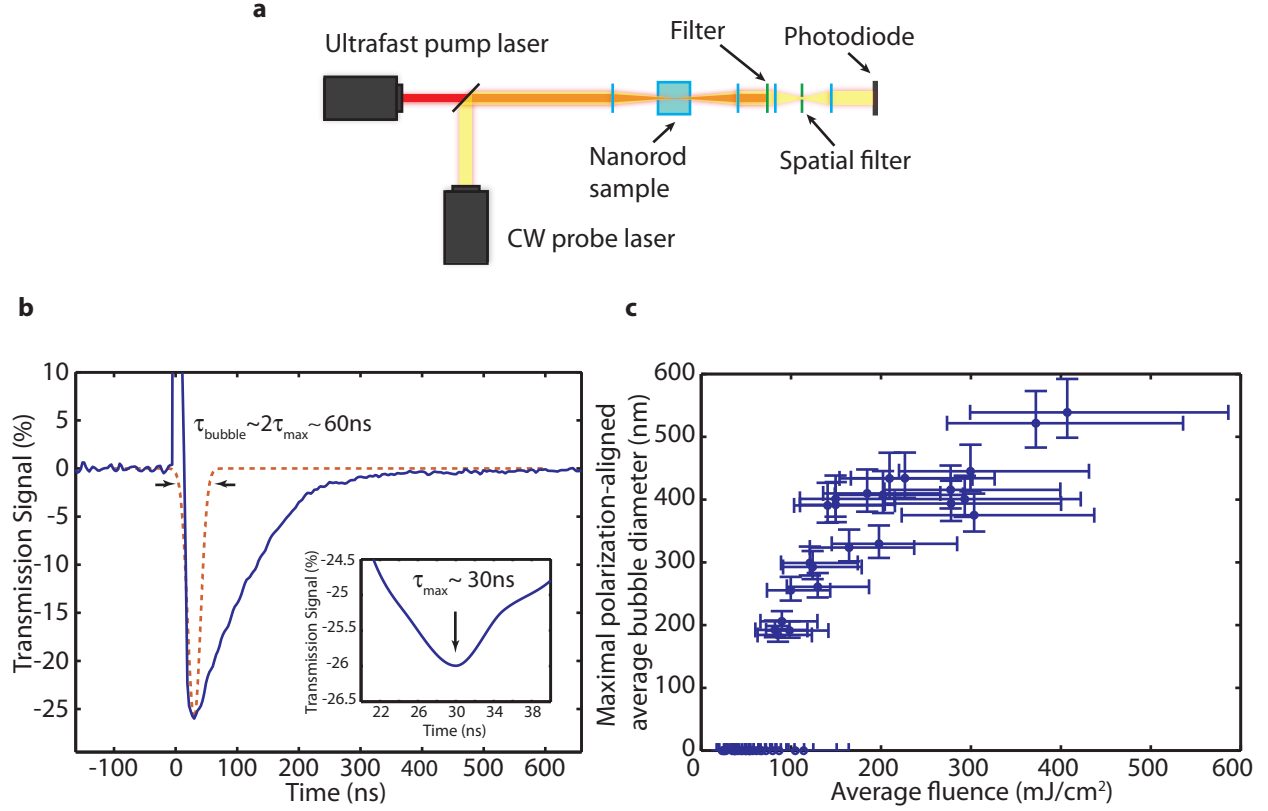 a
Ultrafast pump laser
Filter
Photodiode
Nanorod
sample
Spatial filter
CW probe laser
b
10
5
0
-5
-10
-15
-20
-25
-100
0
100
200
300
400
500
600
Transmission Signal (%)
Time (ns)
τbubble~2τmax~60ns
-24.5
-25
-25.5
-26
-26.5
22
26
30
34
38
Transmission Signal (%)
Time (ns)
τmax~ 30ns
c
600
500
400
300
200
100
0
0
100
200
300
400
500
600
Maximal polarization-aligned
average bubble diameter (nm)
Average fluence (mJ/cm²)